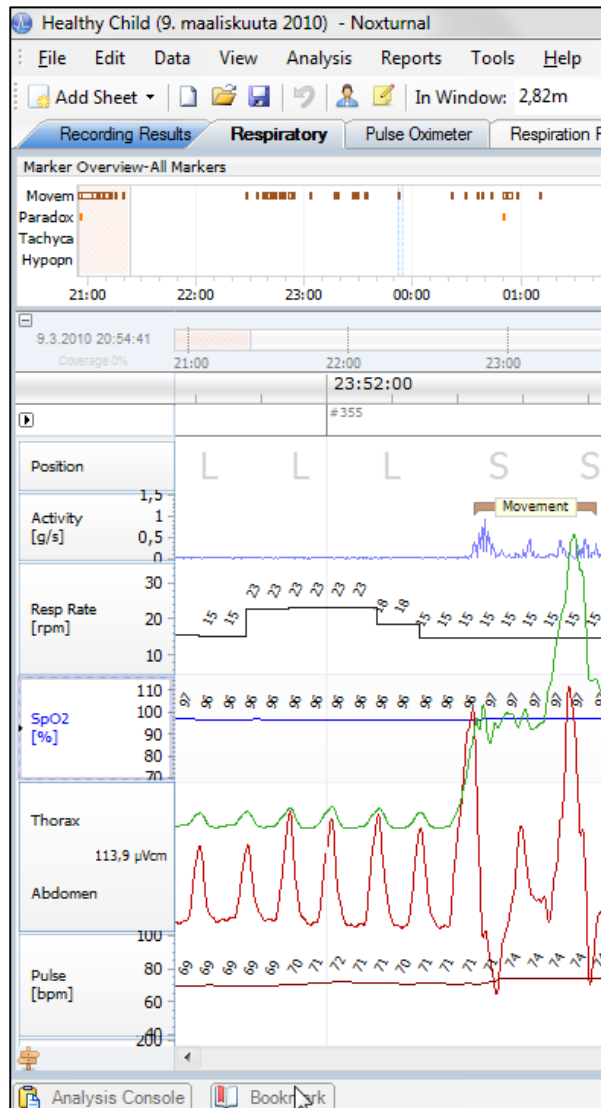 Healthy Child (9. maaliskuuta 2010) - Noxturnal
File Edit Data View Analysis Reports Tools Help
Add Sheet In Window: 2,82m
Recording Results Respiratory Pulse Oximeter Respiration
Marker Overview-All Markers
Movem
Paradox
Tachyca
Hypopn
21:00 22:00 23:00 00:00 01:00
9.3.2010 20:54:41
Coverage 0%
21:00 22:00 23:00
23:52:00
#355
Position L L L S S
Movement
Activity
[g/s]
1,5
1
0,5
0
Resp Rate
[rpm]
30
20
10
15 15 23 23 23 23 23 18 18 15 15 15 15 15 15 15 15
SpO2
[%]
110
100
90
80
70
97 96 96 96 96 96 96 96 96 96 96 96 97 97 97 97 97
Thorax
113,9 µVcm
Abdomen
Pulse
[bpm]
100
80
60
40
200
69 69 69 69 69 70 71 72 71 70 71 71 71 74 74 74 74
Analysis Console Bookmark